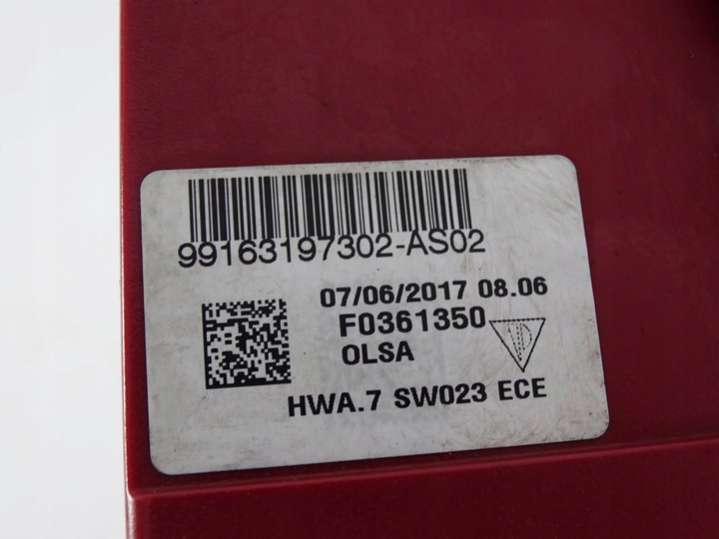 99163197302-AS02
07/06/2017 08.06
F0361350
OLSA
HWA.7 SW023 ECE